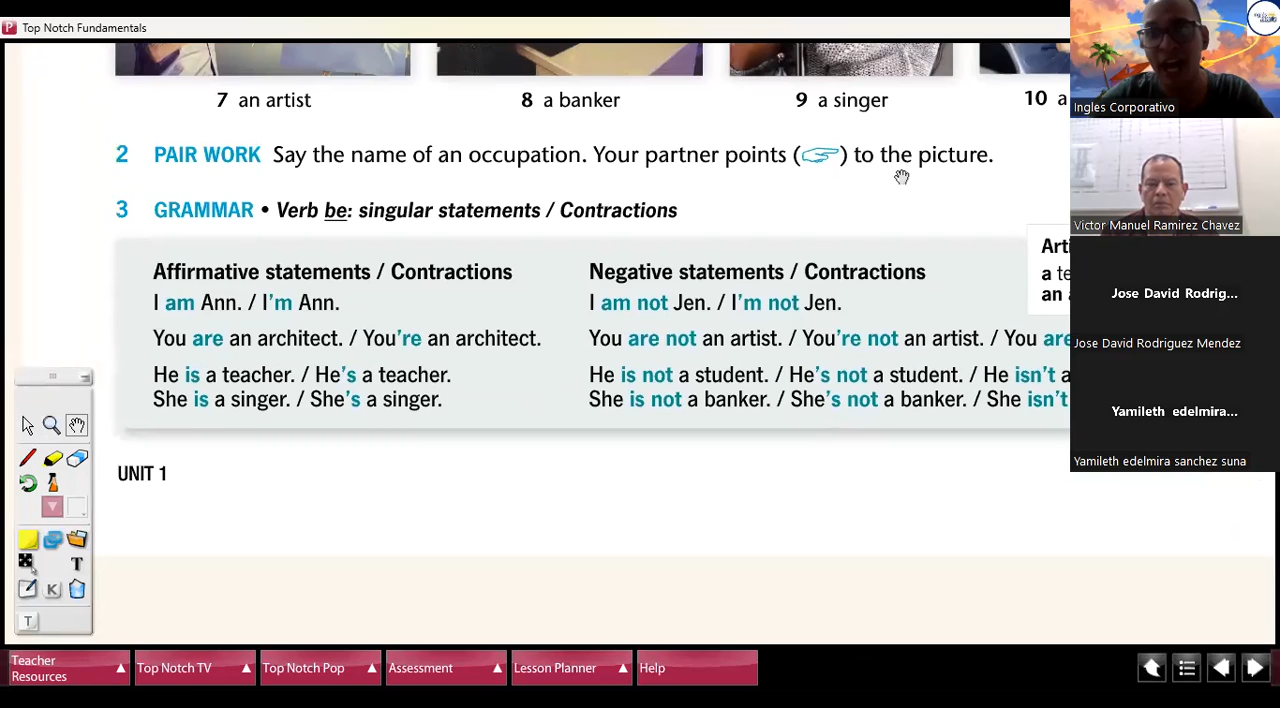 Top Notch Fundamentals
7 an artist
8 a banker
9 a singer
10 a
2 PAIR WORK Say the name of an occupation. Your partner points ( ) to the picture.
3 GRAMMAR • Verb be: singular statements / Contractions
Affirmative statements / Contractions
I am Ann. / I'm Ann.
You are an architect. / You're an architect.
He is a teacher. / He's a teacher.
She is a singer. / She's a singer.
Negative statements / Contractions
I am not Jen. / I'm not Jen.
You are not an artist. / You're not an artist. / You are
He is not a student. / He's not a student. / He isn't a
She is not a banker. / She's not a banker. / She isn't
Arti
a te
an a
UNIT 1
Ingles Corporativo
Victor Manuel Ramirez Chavez
Jose David Rodrig...
Jose David Rodriguez Mendez
Yamileth edelmira...
Yamileth edelmira sanchez suna
T
K
T
Teacher Resources
Top Notch TV
Top Notch Pop
Assessment
Lesson Planner
Help